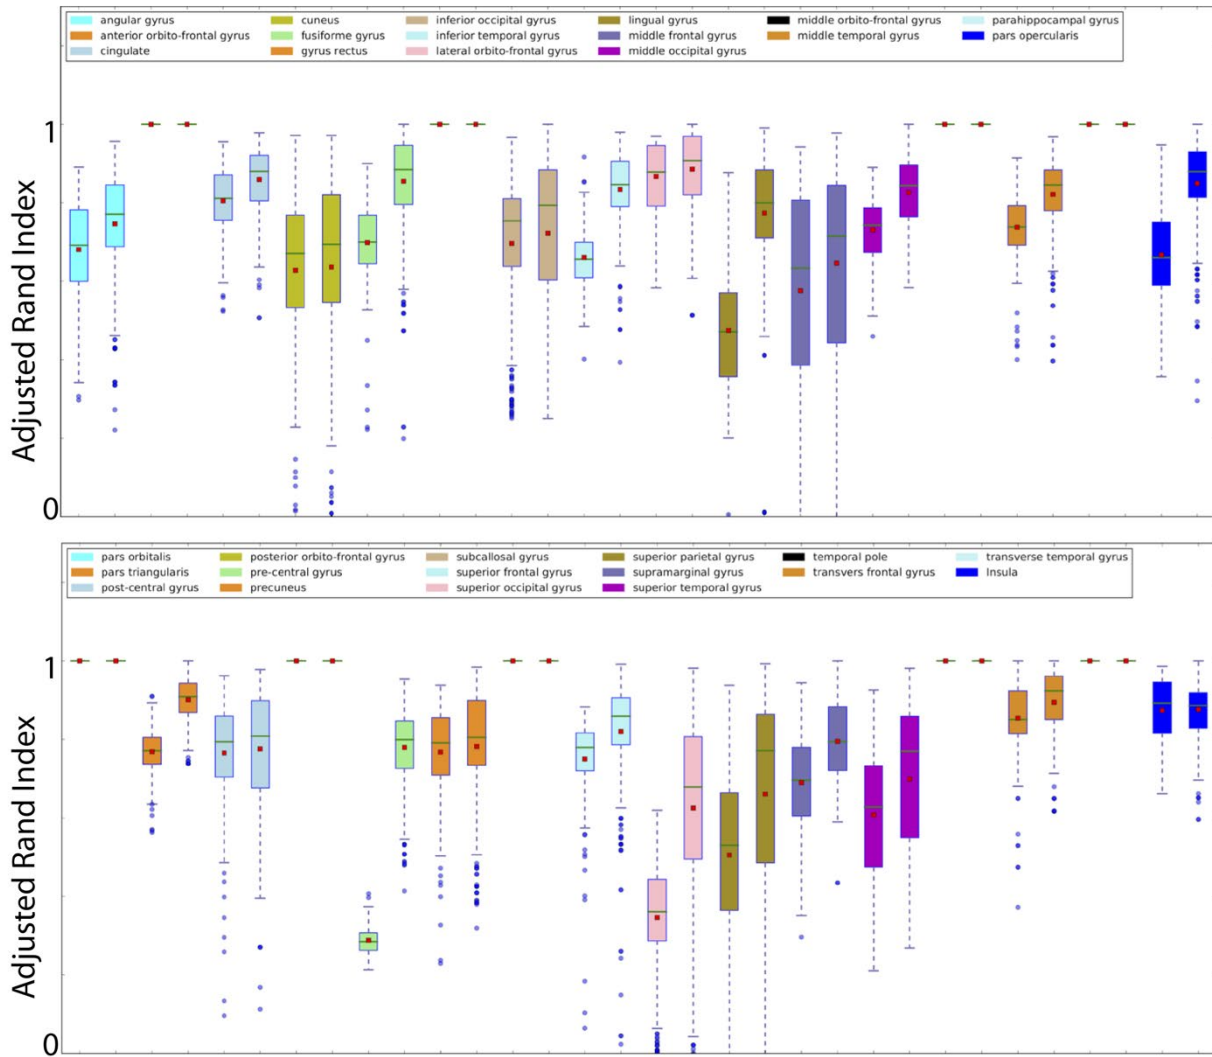 angular gyrus cuneus inferior occipital gyrus lingual gyrus middle orbito-frontal gyrus parahippocampal gyrus
anterior orbito-frontal gyrus fusiforme gyrus inferior temporal gyrus middle frontal gyrus middle temporal gyrus pars opercularis
cingulate gyrus rectus lateral orbito-frontal gyrus middle occipital gyrus
1
Adjusted Rand Index
0
pars orbitalis posterior orbito-frontal gyrus subcallosal gyrus superior parietal gyrus temporal pole transverse temporal gyrus
pars triangularis pre-central gyrus superior frontal gyrus supramarginal gyrus transvers frontal gyrus Insula
post-central gyrus precuneus superior occipital gyrus superior temporal gyrus
1
Adjusted Rand Index
0